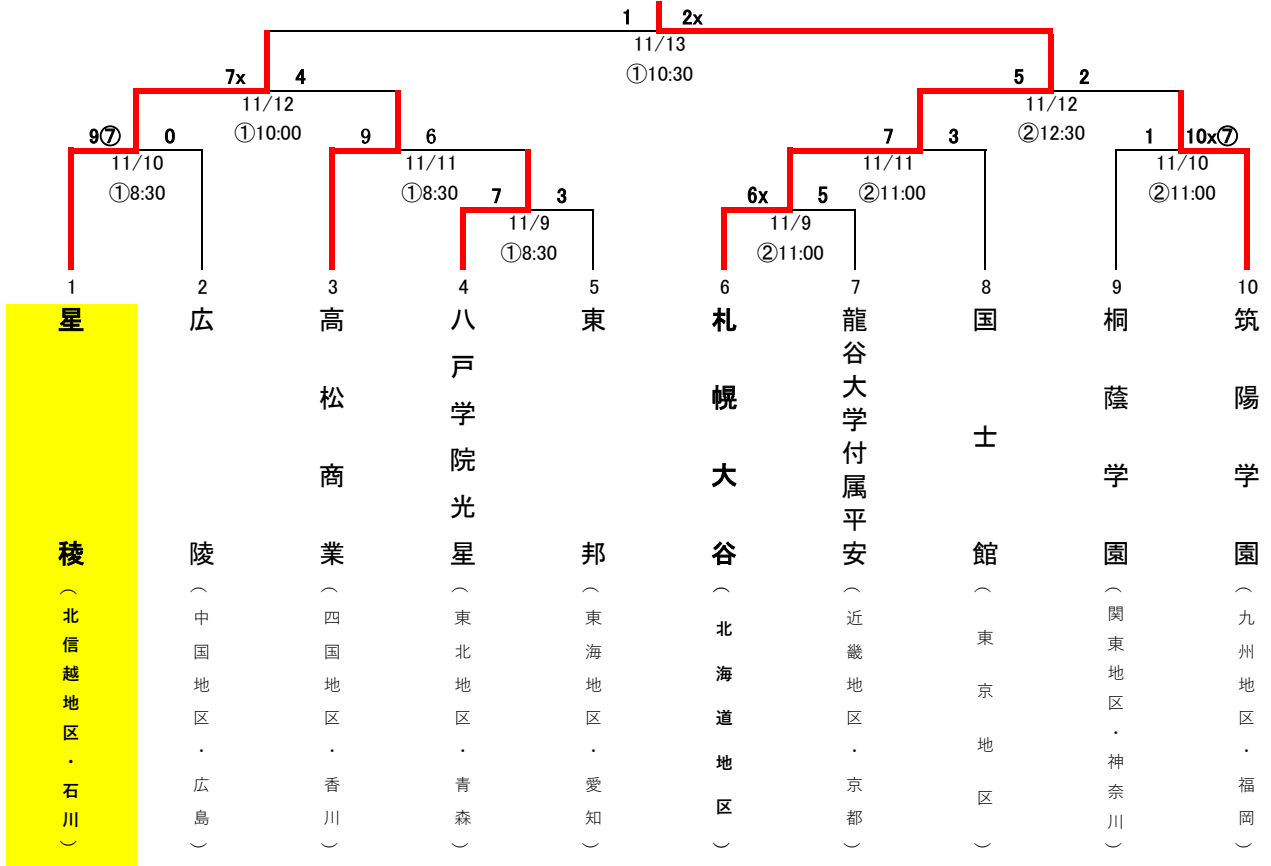 1 2x
11/13
①10:30
7x 4
11/12
①10:00
5 2
11/12
②12:30
9⑦ 0
11/10
①8:30
9 6
11/11
①8:30
7 3
11/11
②11:00
1 10x⑦
11/10
②11:00
7 3
11/9
①8:30
6x 5
11/9
②11:00
1
星稜
（北信越地区・石川）
2
広陵
（中国地区・広島）
3
高松商業
（四国地区・香川）
4
八戸学院光星
（東北地区・青森）
5
東邦
（東海地区・愛知）
6
札幌大谷
（北海道地区）
7
龍谷大学付属平安
（近畿地区・京都）
8
国士館
（東京地区）
9
桐蔭学園
（関東地区・神奈川）
10
筑陽学園
（九州地区・福岡）